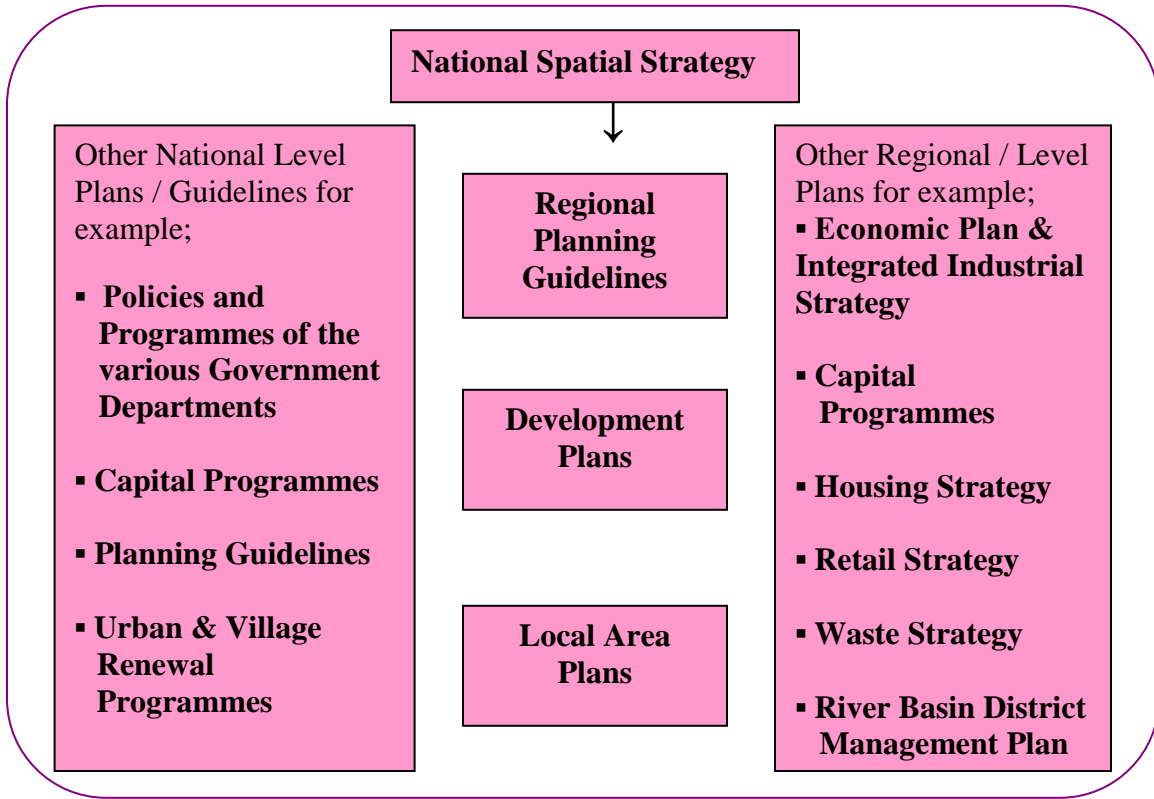 National Spatial Strategy
Other National Level
Plans / Guidelines for
example;
▪ Policies and
Programmes of the
various Government
Departments
▪ Capital Programmes
▪ Planning Guidelines
▪ Urban & Village
Renewal
Programmes
Regional
Planning
Guidelines
Development
Plans
Local Area
Plans
Other Regional / Level
Plans for example;
▪ Economic Plan &
Integrated Industrial
Strategy
▪ Capital
Programmes
▪ Housing Strategy
▪ Retail Strategy
▪ Waste Strategy
▪ River Basin District
Management Plan